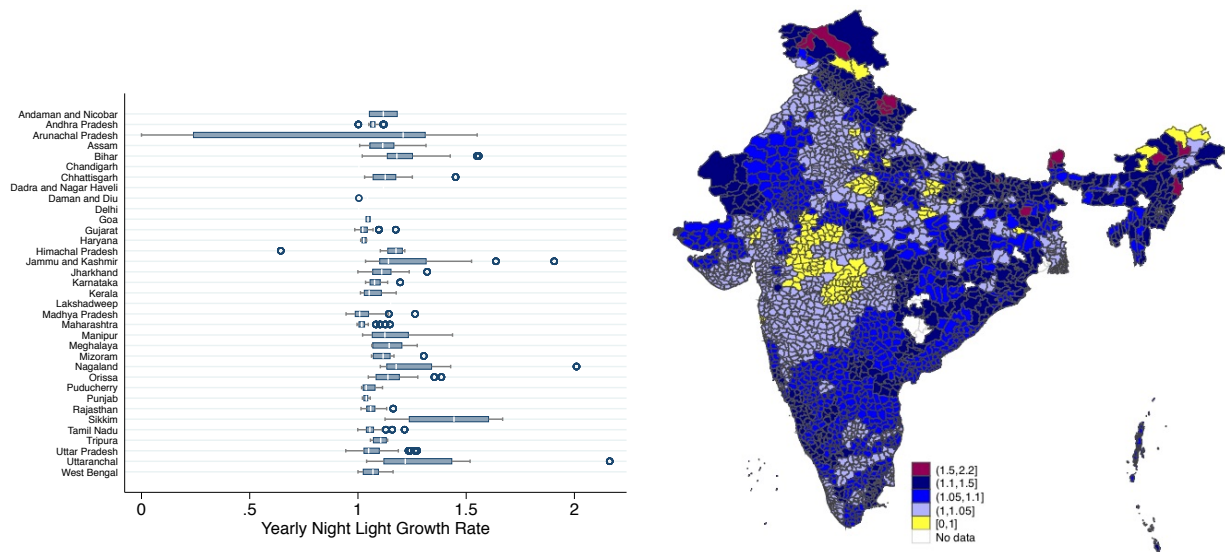 Andaman and Nicobar
Andhra Pradesh
Arunachal Pradesh
Assam
Bihar
Chandigarh
Chhattisgarh
Dadra and Nagar Haveli
Daman and Diu
Delhi
Goa
Gujarat
Haryana
Himachal Pradesh
Jammu and Kashmir
Jharkhand
Karnataka
Kerala
Lakshadweep
Madhya Pradesh
Maharashtra
Manipur
Meghalaya
Mizoram
Nagaland
Orissa
Puducherry
Punjab
Rajasthan
Sikkim
Tamil Nadu
Tripura
Uttar Pradesh
Uttaranchal
West Bengal
0 .5 1 1.5 2
Yearly Night Light Growth Rate
(1.5,2.2]
(1.1,1.5]
(1.05,1.1]
(1,1.05]
[0,1]
No data